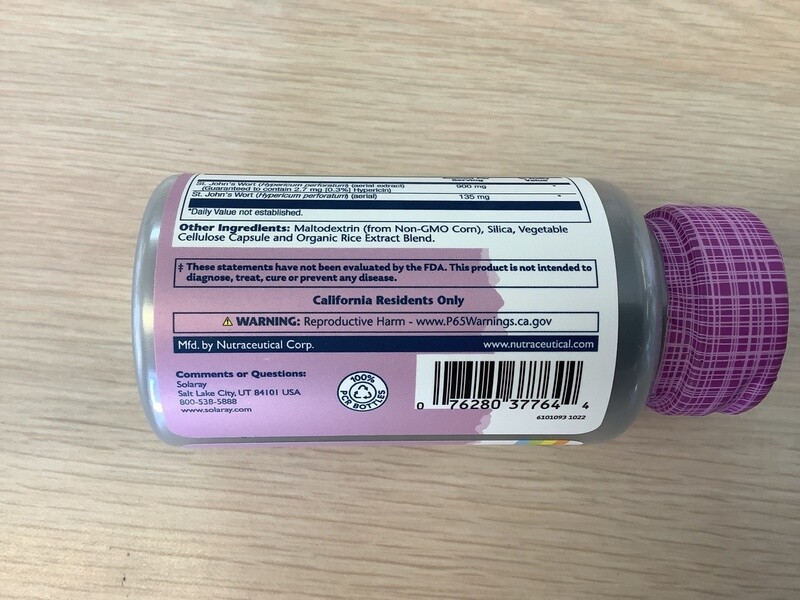 Serving Value
St. John's Wort (Hypericum perforatum) (aerial extract) 900 mg *
(Guaranteed to contain 2.7 mg [0.3%] Hypericin)
St. John's Wort (Hypericum perforatum) (aerial) 135 mg *
*Daily Value not established.
Other Ingredients: Maltodextrin (from Non-GMO Corn), Silica, Vegetable
Cellulose Capsule and Organic Rice Extract Blend.
‡ These statements have not been evaluated by the FDA. This product is not intended to
diagnose, treat, cure or prevent any disease.
California Residents Only
⚠ WARNING: Reproductive Harm - www.P65Warnings.ca.gov
Mfd. by Nutraceutical Corp. www.nutraceutical.com
Comments or Questions:
Solaray
Salt Lake City, UT 84101 USA
800-538-5888
www.solaray.com
100%
PCR BOTTLES
0 76280 37764 4
6101093 1022